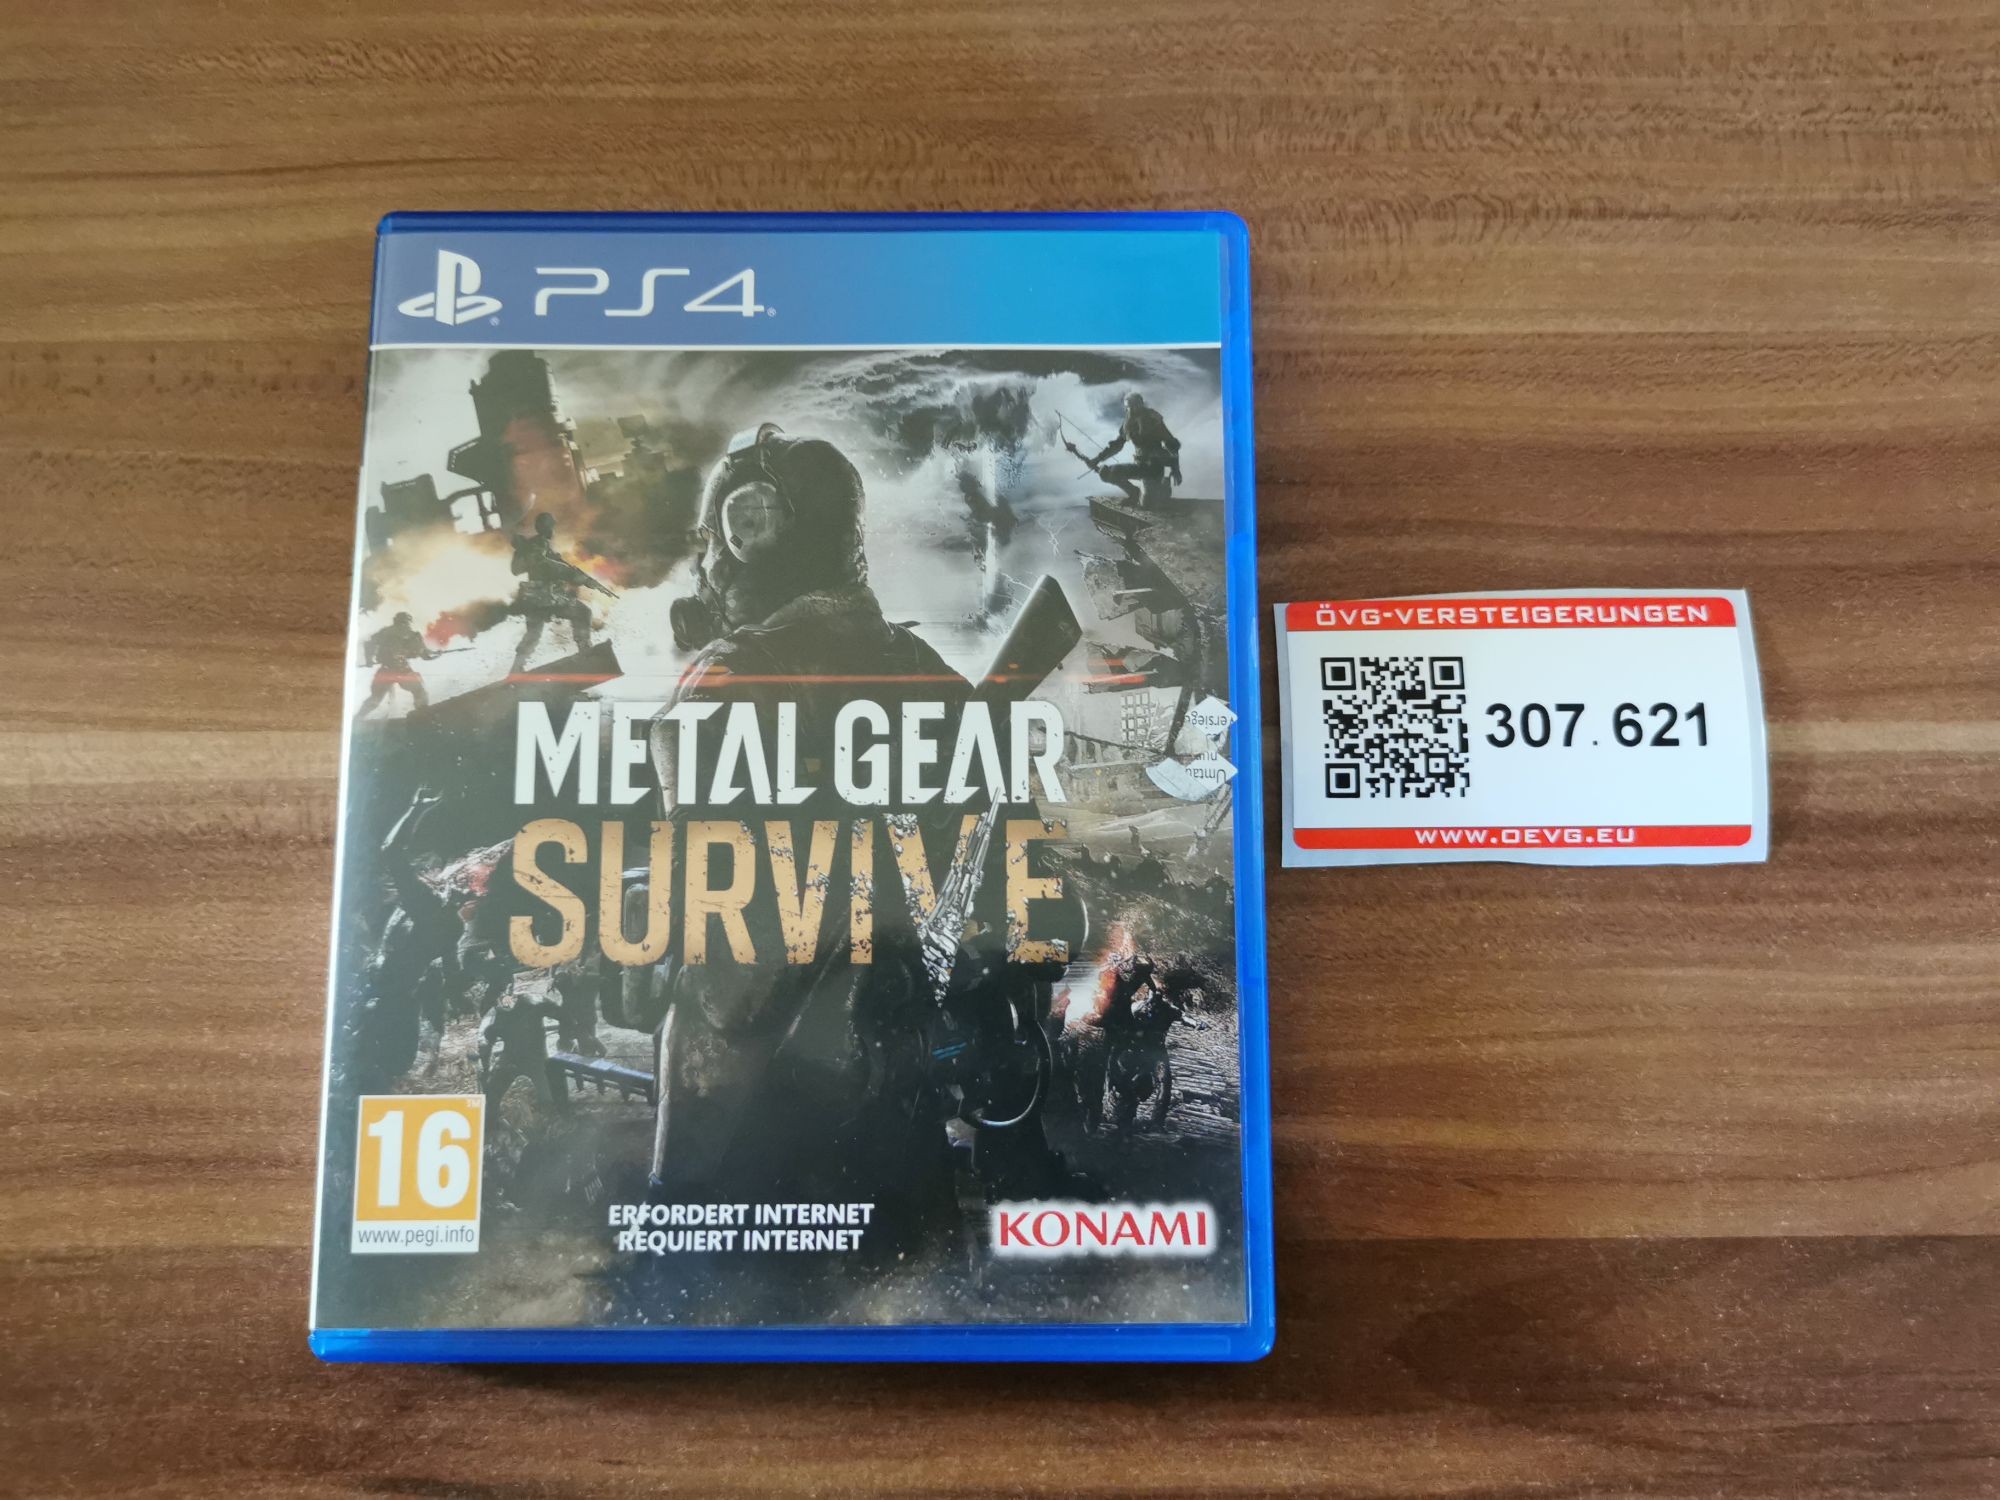 PS4
METAL GEAR
SURVIVE
16
www.pegi.info
ERFORDERT INTERNET
REQUIERT INTERNET
KONAMI
ÖVG-VERSTEIGERUNGEN
307.621
WWW.OEVG.EU